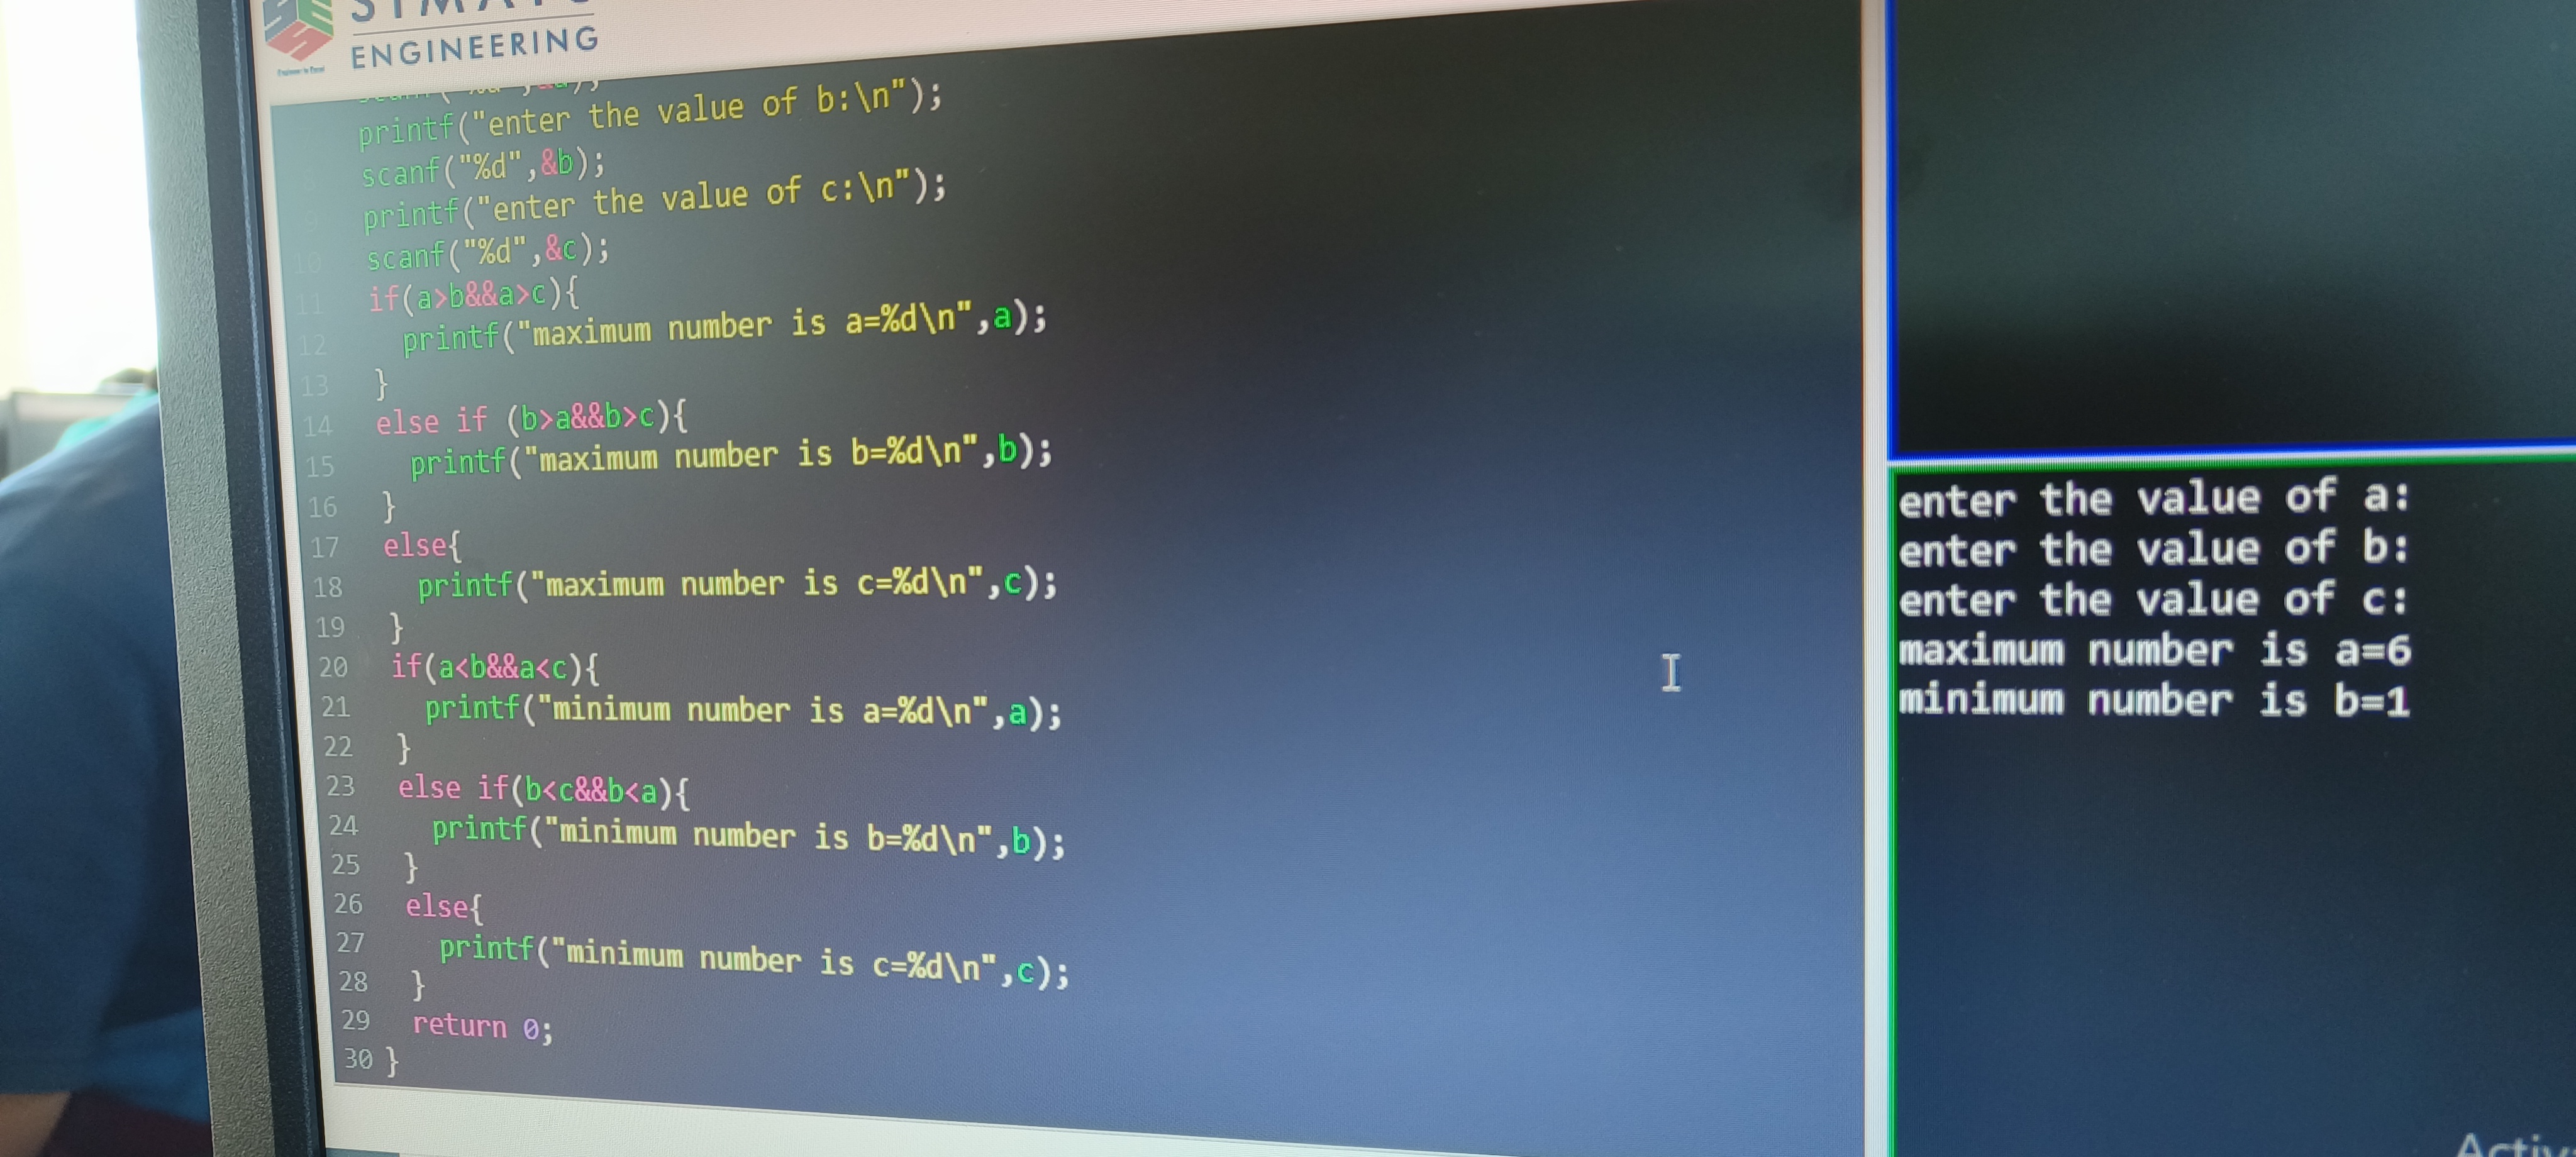 ENGINEERING
printf("enter the value of b:\n");
scanf("%d",&b);
printf("enter the value of c:\n");
scanf("%d",&c);
11 if(a>b&&a>c){
12 printf("maximum number is a=%d\n",a);
13 }
14 else if (b>a&&b>c){
15 printf("maximum number is b=%d\n",b);
16 }
17 else{
18 printf("maximum number is c=%d\n",c);
19 }
20 if(a<b&&a<c){
21 printf("minimum number is a=%d\n",a);
22 }
23 else if(b<c&&b<a){
24 printf("minimum number is b=%d\n",b);
25 }
26 else{
27 printf("minimum number is c=%d\n",c);
28 }
29 return 0;
30 }
enter the value of a:
enter the value of b:
enter the value of c:
maximum number is a=6
minimum number is b=1